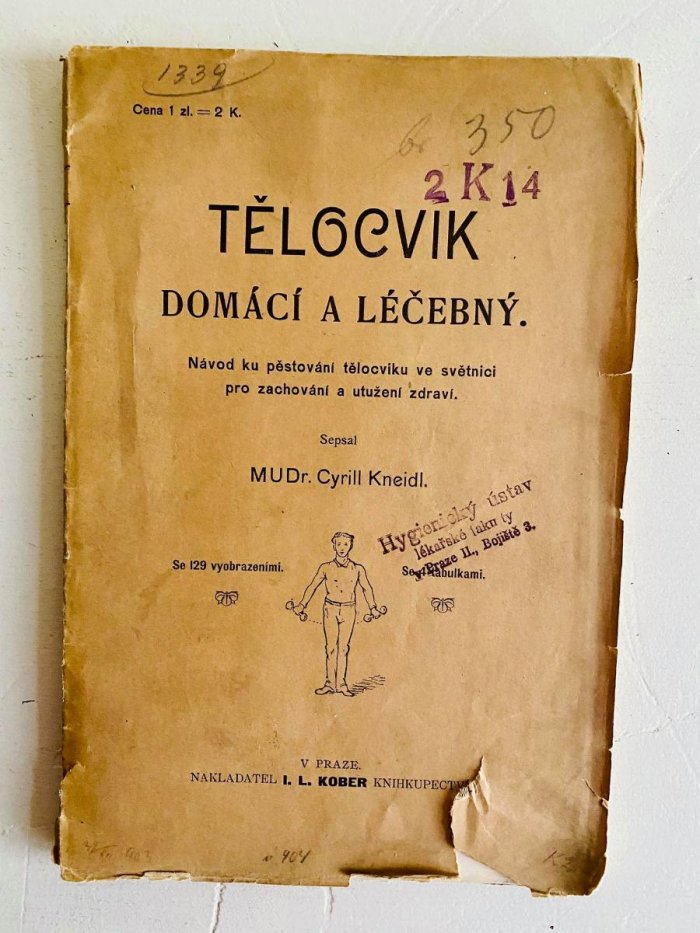 1339
Cena 1 zl. = 2 K.
350
2 K 14
TĚLOCVIK
DOMÁCÍ A LÉČEBNÝ.
Návod ku pěstování tělocviku ve světnici
pro zachování a utužení zdraví.
Sepsal
MUDr. Cyrill Kneidl.
Hygienický ústav
lékařské fakulty
v Praze II., Bojiště 3.
Se 129 vyobrazeními.
tabulkami.
V PRAZE.
NAKLADATEL I. L. KOBER KNIHKUPECTV